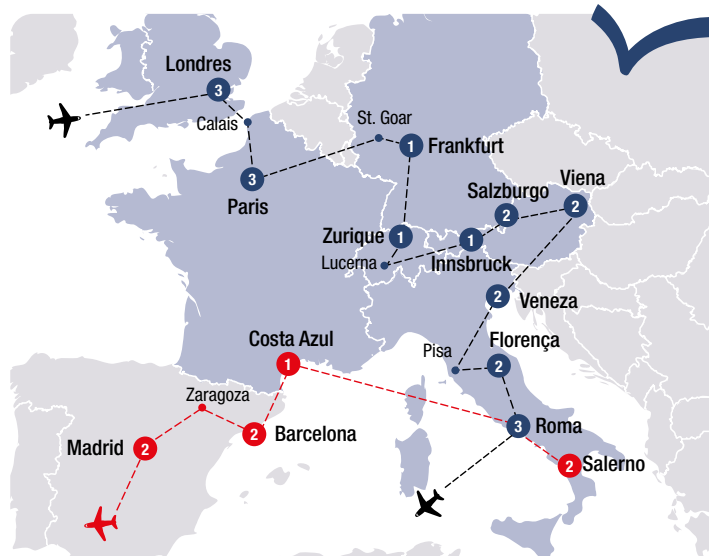 Londres
3
Calais
St. Goar
1
Frankfurt
3
Paris
Salzburgo
2
Viena
2
Zurique
1
1
Innsbruck
Lucerna
2
Veneza
Costa Azul
1
Florença
2
Pisa
Zaragoza
Madrid
2
2
Barcelona
3
Roma
2
Salerno